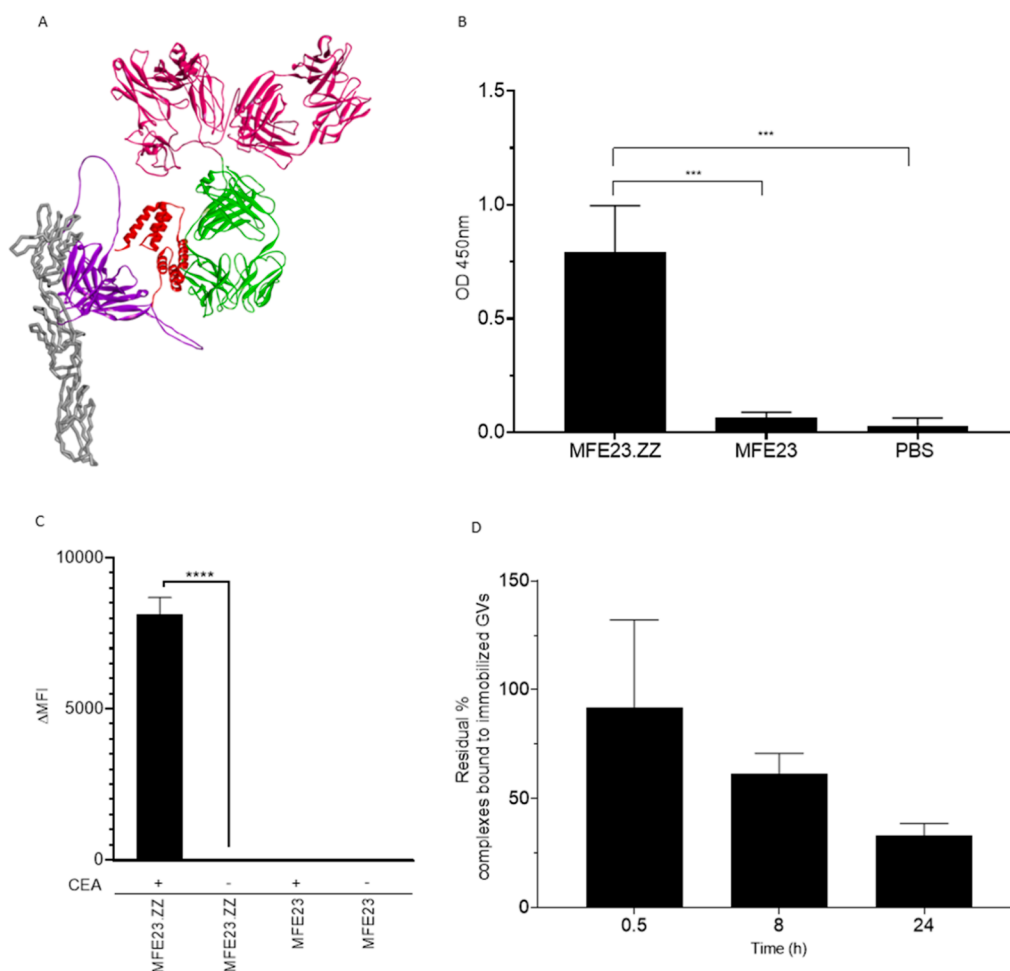 A
B
1.5
1.0
0.5
0.0
OD 450nm
***
***
MFE23.ZZ MFE23 PBS
C
10000
5000
0
ΔMFI
****
CEA + - + -
MFE23.ZZ
MFE23.ZZ
MFE23
MFE23
D
150
100
50
0
Residual %
complexes bound to immobilized GVs
0.5 8 24
Time (h)